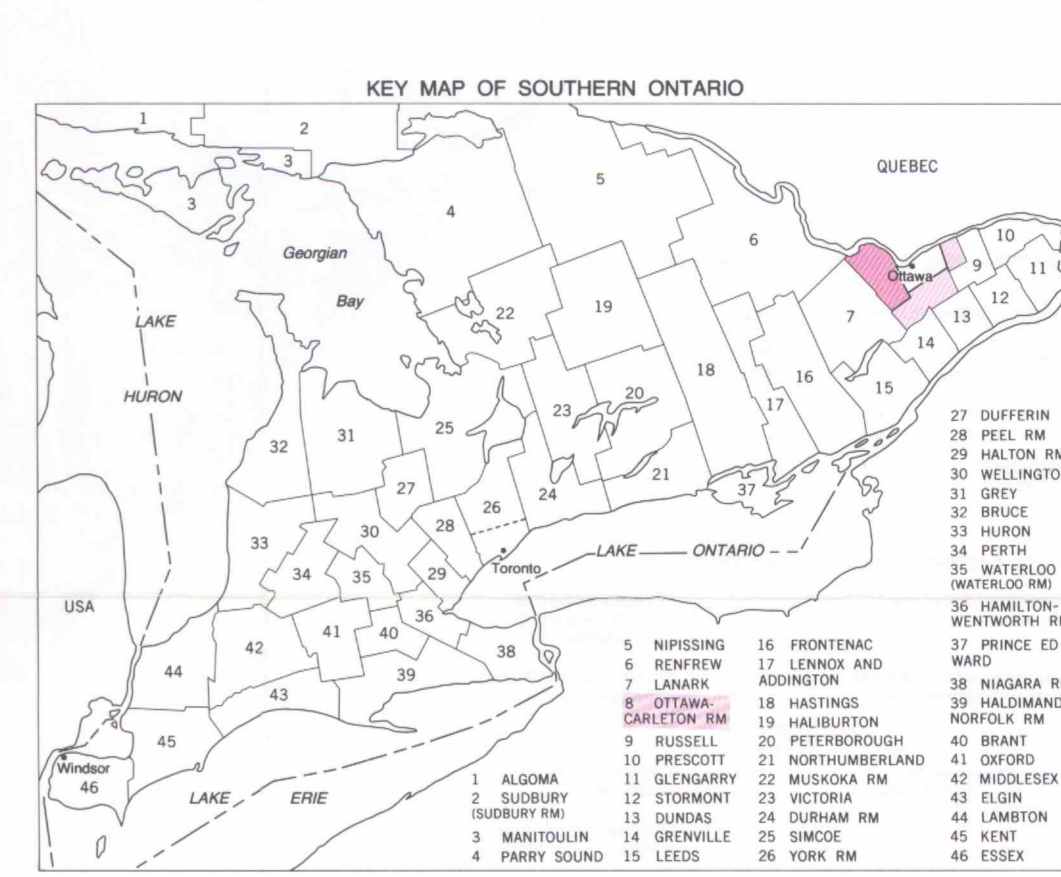 KEY MAP OF SOUTHERN ONTARIO
1
2
3
3
4
5
6
QUEBEC
Georgian
Bay
Ottawa
9
10
11
12
13
14
15
7
16
17
18
19
20
21
22
23
24
25
26
27
28
29
30
31
32
33
34
35
36
37
38
39
40
41
42
43
44
45
46
LAKE
HURON
USA
Toronto
LAKE ONTARIO
Windsor
LAKE ERIE
1 ALGOMA
2 SUDBURY
(SUDBURY RM)
3 MANITOULIN
4 PARRY SOUND
5 NIPISSING
6 RENFREW
7 LANARK
8 OTTAWA-
CARLETON RM
9 RUSSELL
10 PRESCOTT
11 GLENGARRY
12 STORMONT
13 DUNDAS
14 GRENVILLE
15 LEEDS
16 FRONTENAC
17 LENNOX AND
ADDINGTON
18 HASTINGS
19 HALIBURTON
20 PETERBOROUGH
21 NORTHUMBERLAND
22 MUSKOKA RM
23 VICTORIA
24 DURHAM RM
25 SIMCOE
26 YORK RM
27 DUFFERIN
28 PEEL RM
29 HALTON RM
30 WELLINGTO
31 GREY
32 BRUCE
33 HURON
34 PERTH
35 WATERLOO
(WATERLOO RM)
36 HAMILTON-
WENTWORTH R
37 PRINCE ED
WARD
38 NIAGARA R
39 HALDIMAND
NORFOLK RM
40 BRANT
41 OXFORD
42 MIDDLESEX
43 ELGIN
44 LAMBTON
45 KENT
46 ESSEX